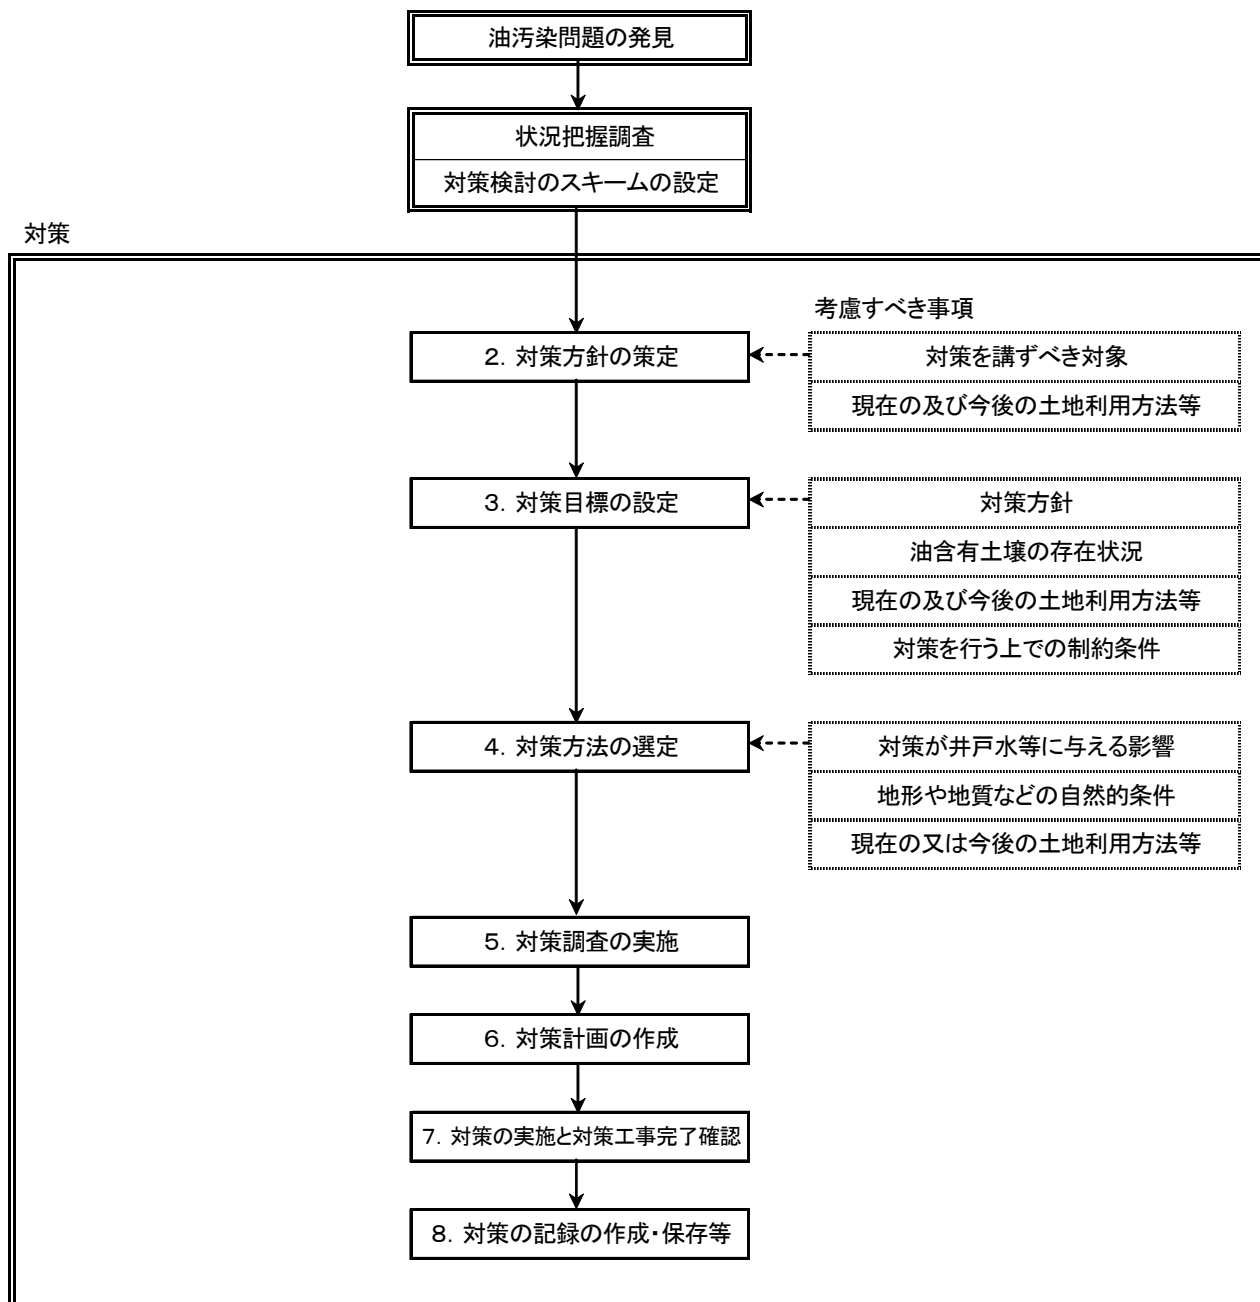 油汚染問題の発見
状況把握調査
対策検討のスキームの設定
対策
考慮すべき事項
2．対策方針の策定
対策を講ずべき対象
現在の及び今後の土地利用方法等
3．対策目標の設定
対策方針
油含有土壌の存在状況
現在の及び今後の土地利用方法等
対策を行う上での制約条件
4．対策方法の選定
対策が井戸水等に与える影響
地形や地質などの自然的条件
現在の又は今後の土地利用方法等
5．対策調査の実施
6．対策計画の作成
7．対策の実施と対策工事完了確認
8．対策の記録の作成・保存等